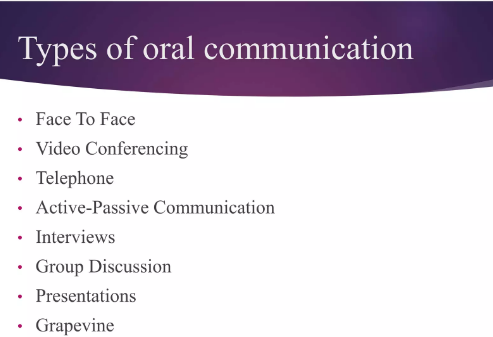 Types of oral communication
• Face To Face
• Video Conferencing
• Telephone
• Active-Passive Communication
• Interviews
• Group Discussion
• Presentations
• Grapevine